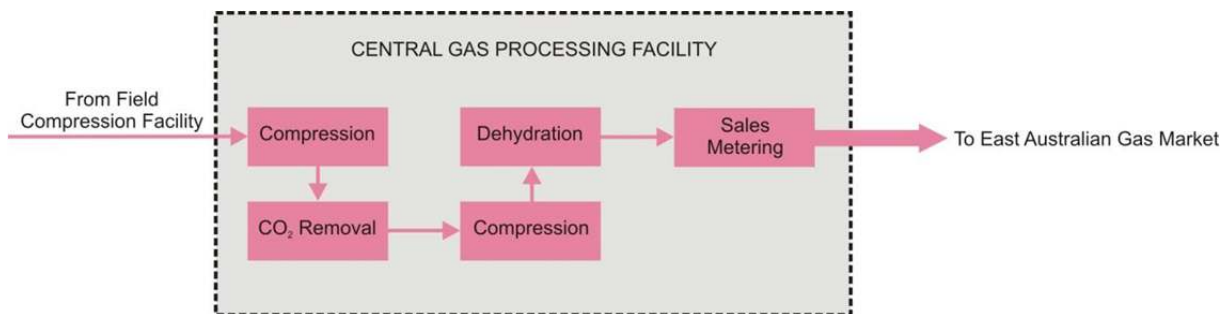 CENTRAL GAS PROCESSING FACILITY
From Field
Compression Facility
Compression
CO₂ Removal
Compression
Dehydration
Sales
Metering
To East Australian Gas Market